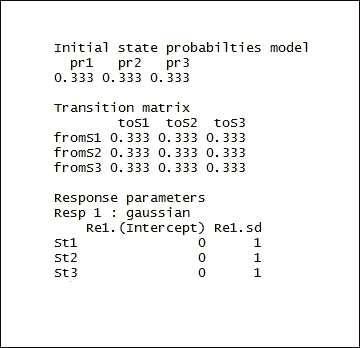 Initial state probabilties model
pr1 pr2 pr3
0.333 0.333 0.333
Transition matrix
toS1 toS2 toS3
fromS1 0.333 0.333 0.333
fromS2 0.333 0.333 0.333
fromS3 0.333 0.333 0.333
Response parameters
Resp 1 : gaussian
Re1.(Intercept) Re1.sd
St1 0 1
St2 0 1
St3 0 1